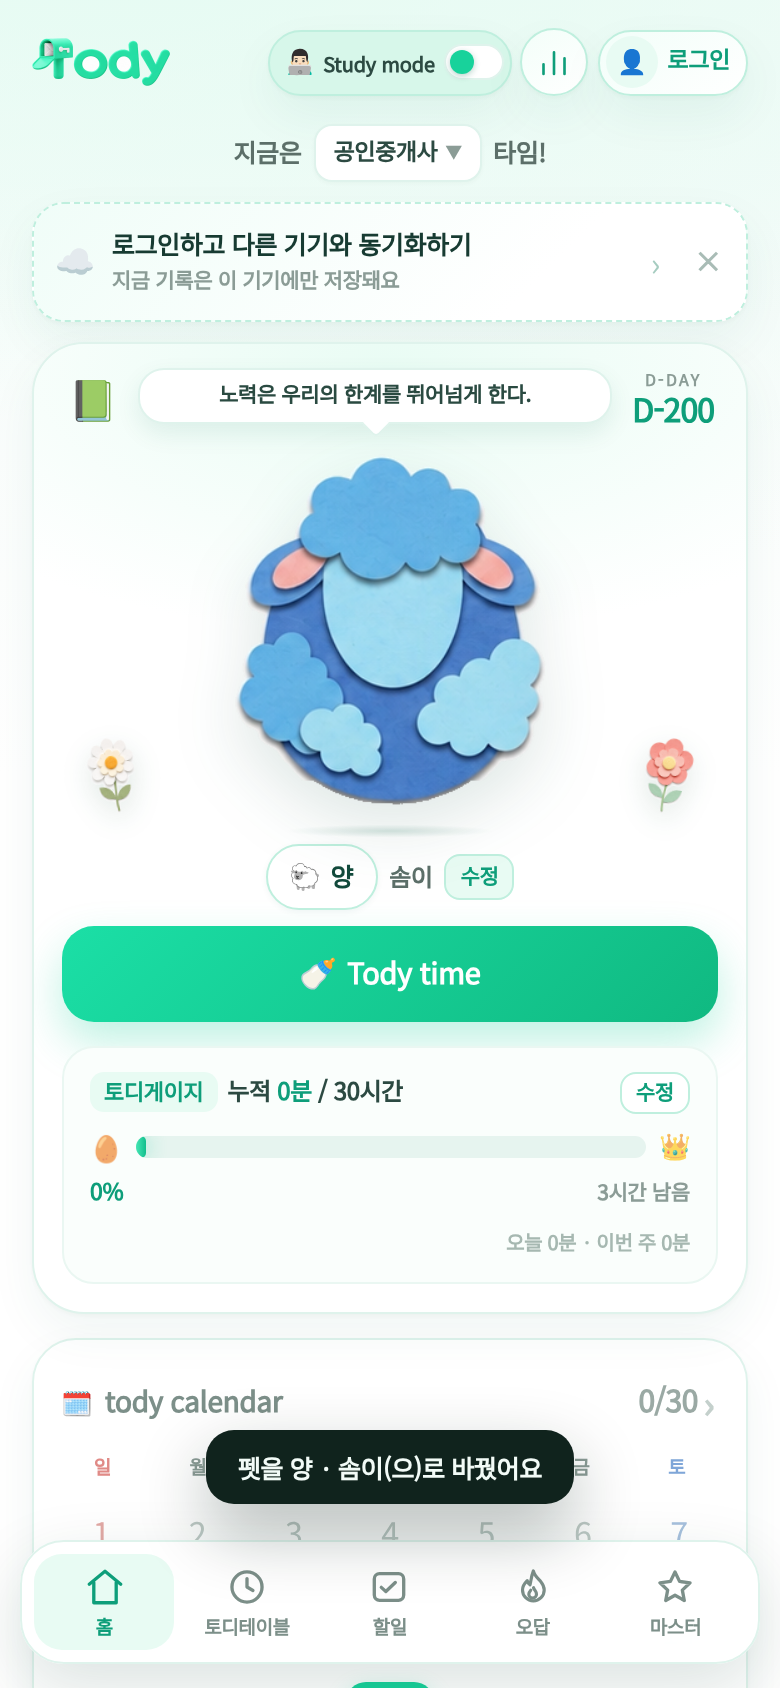 Tody
Study mode
로그인
지금은 공인중개사 ▼ 타임!
로그인하고 다른 기기와 동기화하기
지금 기록은 이 기기에만 저장돼요
노력은 우리의 한계를 뛰어넘게 한다.
D-DAY
D-200
양 솜이 수정
Tody time
토디게이지 누적 0분 / 30시간 수정
0% 3시간 남음
오늘 0분 · 이번 주 0분
tody calendar 0/30 ›
일 월 금 토
펫을 양 · 솜이(으)로 바꿨어요
1 2 3 4 5 6 7
홈 토디테이블 할일 오답 마스터